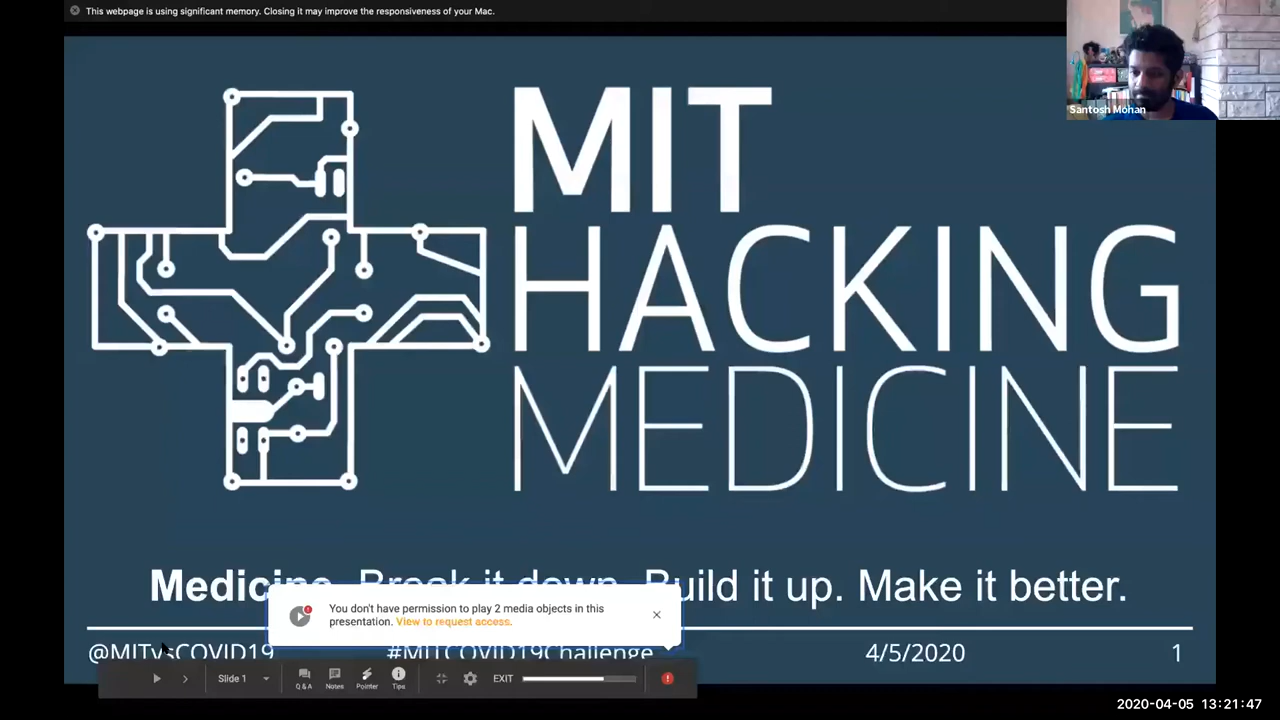 This webpage is using significant memory. Closing it may improve the responsiveness of your Mac.
Santosh Mohan
MIT
HACKING
MEDICINE
Medicine. Break it down. Build it up. Make it better.
You don't have permission to play 2 media objects in this
presentation. View to request access.
@MITvsCOVID19 #MITCOVID19Challenge 4/5/2020 1
Slide 1 Q & A Notes Pointer Tips EXIT
2020-04-05 13:21:47